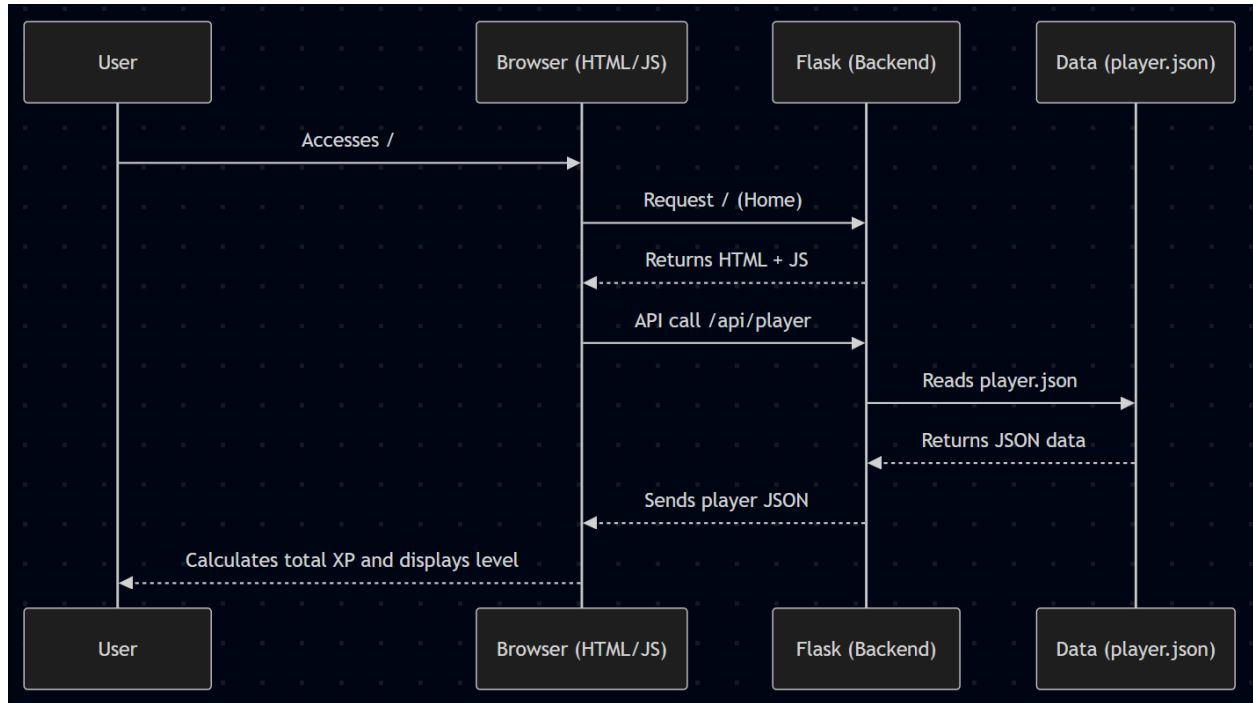 User
Browser (HTML/JS)
Flask (Backend)
Data (player.json)
Accesses /
Request / (Home)
Returns HTML + JS
API call /api/player
Reads player.json
Returns JSON data
Sends player JSON
Calculates total XP and displays level
User
Browser (HTML/JS)
Flask (Backend)
Data (player.json)